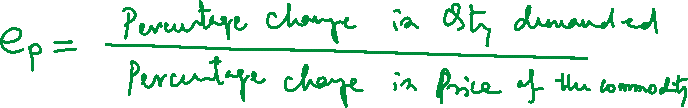 eₚ = Percentage change in Qty demanded
Percentage change in Price of the commodity